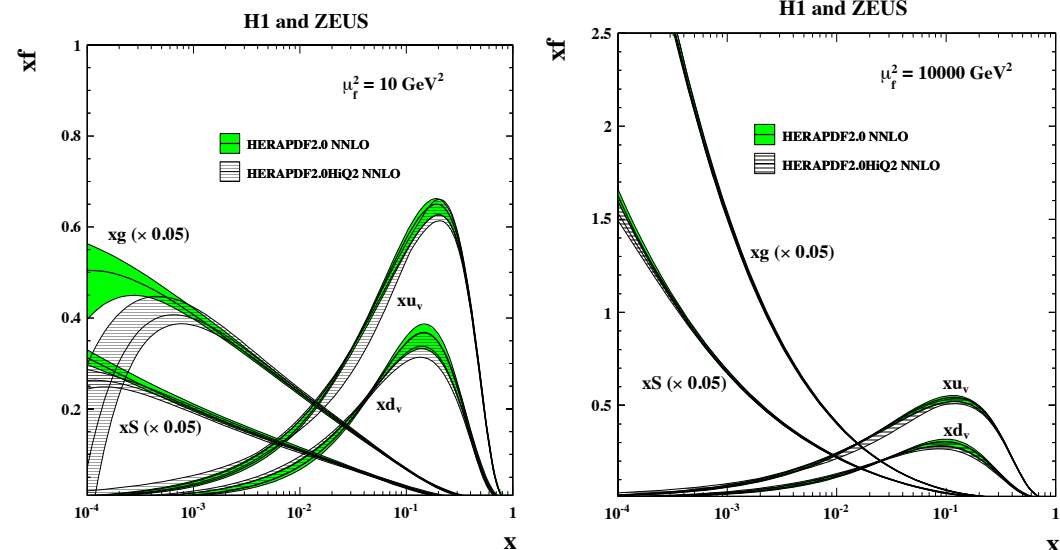 H1 and ZEUS
xf
1
0.8
0.6
0.4
0.2
μ_f^2 = 10 GeV^2
HERAPDF2.0 NNLO
HERAPDF2.0HiQ2 NNLO
xg (× 0.05)
xu_v
xd_v
xS (× 0.05)
10^-4 10^-3 10^-2 10^-1 1
x
H1 and ZEUS
xf
2.5
2
1.5
1
0.5
μ_f^2 = 10000 GeV^2
HERAPDF2.0 NNLO
HERAPDF2.0HiQ2 NNLO
xg (× 0.05)
xS (× 0.05)
xu_v
xd_v
10^-4 10^-3 10^-2 10^-1 1
x